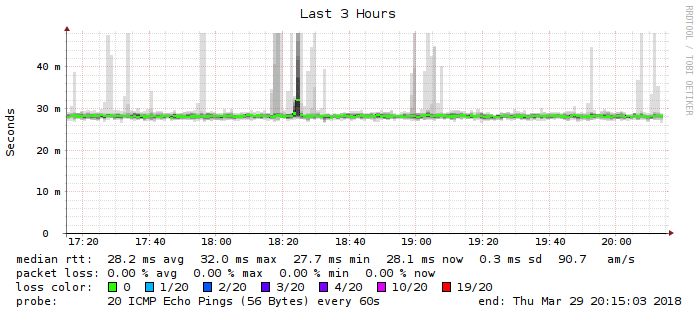 Last 3 Hours
RRDTOOL / TOBI OETIKER
Seconds
40 m
30 m
20 m
10 m
0
17:20 17:40 18:00 18:20 18:40 19:00 19:20 19:40 20:00
median rtt: 28.2 ms avg 32.0 ms max 27.7 ms min 28.1 ms now 0.3 ms sd 90.7 am/s
packet loss: 0.00 % avg 0.00 % max 0.00 % min 0.00 % now
loss color: 0 1/20 2/20 3/20 4/20 10/20 19/20
probe: 20 ICMP Echo Pings (56 Bytes) every 60s end: Thu Mar 29 20:15:03 2018